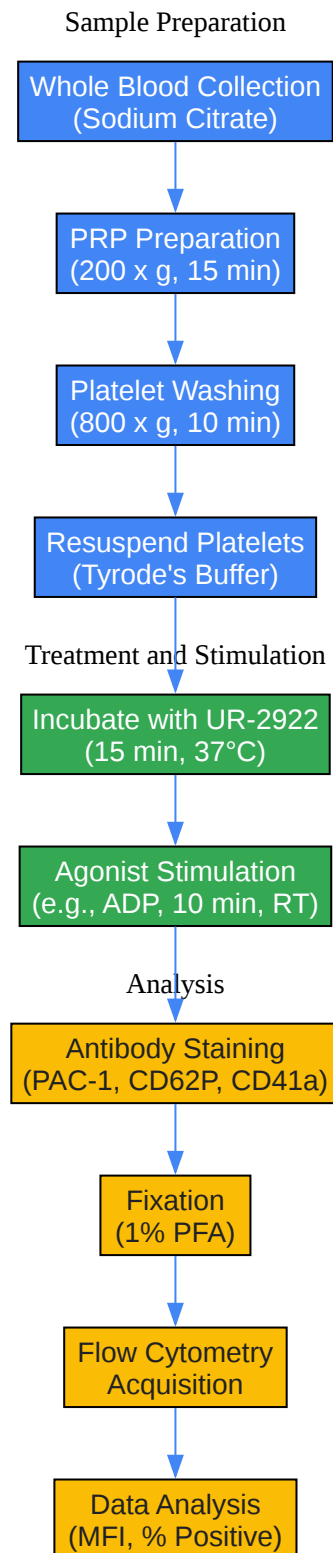 Sample Preparation
Whole Blood Collection
(Sodium Citrate)
PRP Preparation
(200 x g, 15 min)
Platelet Washing
(800 x g, 10 min)
Resuspend Platelets
(Tyrode's Buffer)
Treatment and Stimulation
Incubate with UR-2922
(15 min, 37°C)
Agonist Stimulation
(e.g., ADP, 10 min, RT)
Analysis
Antibody Staining
(PAC-1, CD62P, CD41a)
Fixation
(1% PFA)
Flow Cytometry
Acquisition
Data Analysis
(MFI, % Positive)